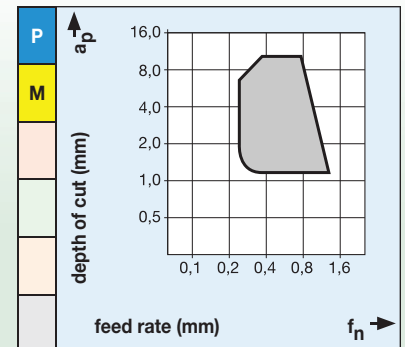 P
M
ap
depth of cut (mm)
16,0
8,0
4,0
2,0
1,0
0,5
0,1 0,2 0,4 0,8 1,6
feed rate (mm)
fn